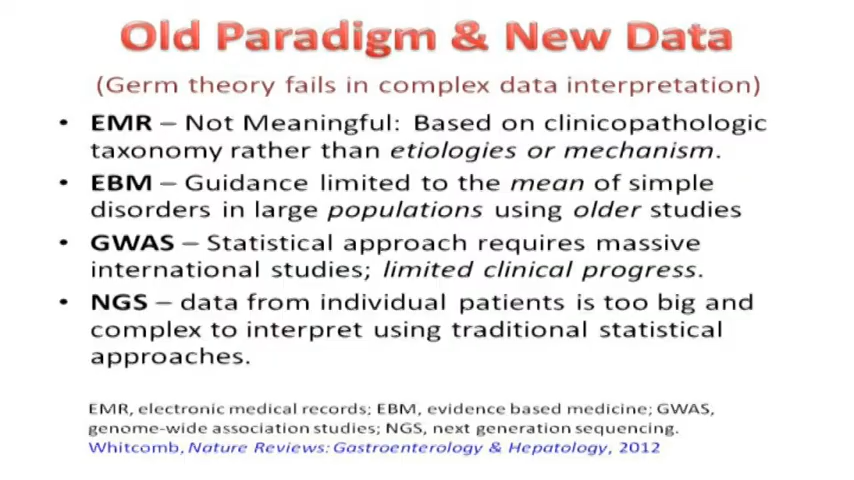 Old Paradigm & New Data
(Germ theory fails in complex data interpretation)
• EMR – Not Meaningful: Based on clinicopathologic
taxonomy rather than etiologies or mechanism.
• EBM – Guidance limited to the mean of simple
disorders in large populations using older studies
• GWAS – Statistical approach requires massive
international studies; limited clinical progress.
• NGS – data from individual patients is too big and
complex to interpret using traditional statistical
approaches.
EMR, electronic medical records; EBM, evidence based medicine; GWAS,
genome-wide association studies; NGS, next generation sequencing.
Whitcomb, Nature Reviews: Gastroenterology & Hepatology, 2012